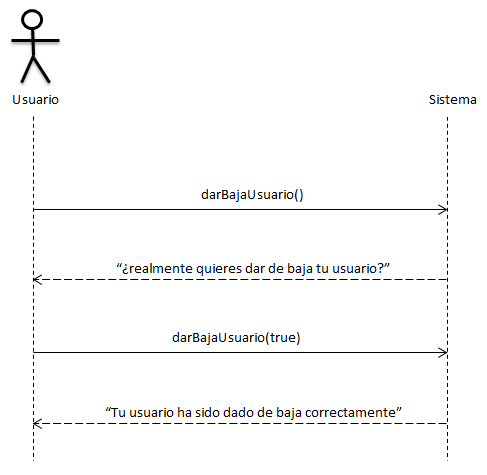 Usuario
Sistema
darBajaUsuario()
“¿realmente quieres dar de baja tu usuario?”
darBajaUsuario(true)
“Tu usuario ha sido dado de baja correctamente”